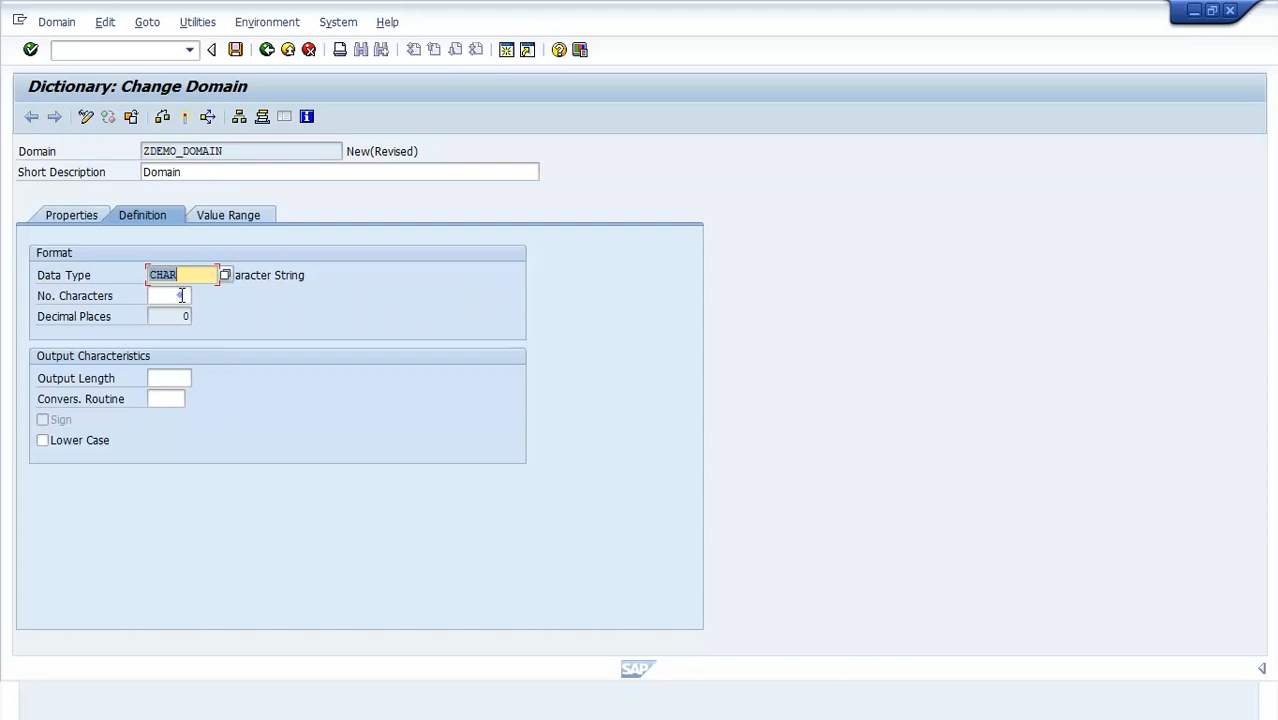 Domain Edit Goto Utilities Environment System Help
Dictionary: Change Domain
Domain ZDEMO_DOMAIN New(Revised)
Short Description Domain
Properties Definition Value Range
Format
Data Type CHAR aracter String
No. Characters
Decimal Places 0
Output Characteristics
Output Length
Convers. Routine
Sign
Lower Case
SAP